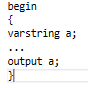 begin
{
varstring a;
...
output a;
}